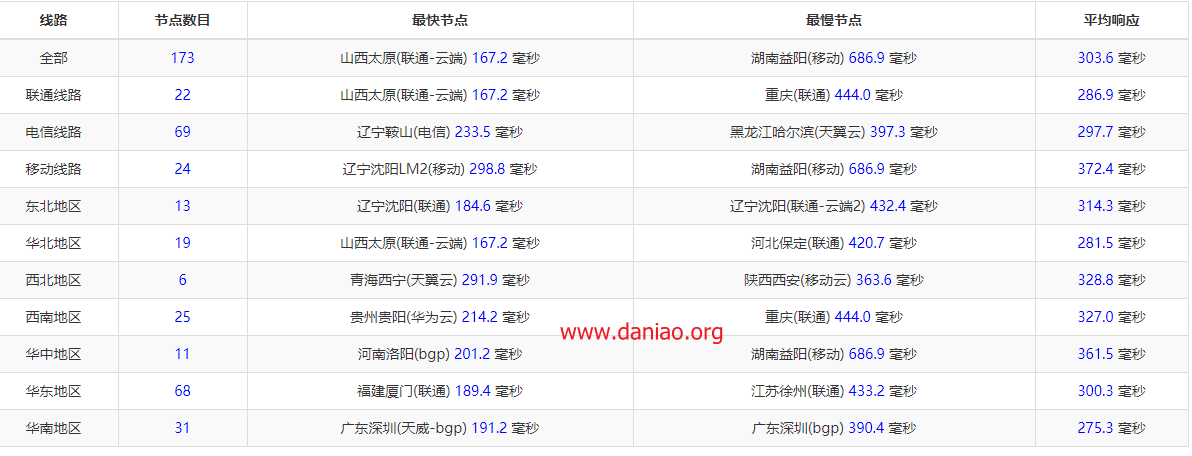 线路 节点数目 最快节点 最慢节点 平均响应
全部 173 山西太原(联通-云端) 167.2 毫秒 湖南益阳(移动) 686.9 毫秒 303.6 毫秒
联通线路 22 山西太原(联通-云端) 167.2 毫秒 重庆(联通) 444.0 毫秒 286.9 毫秒
电信线路 69 辽宁鞍山(电信) 233.5 毫秒 黑龙江哈尔滨(天翼云) 397.3 毫秒 297.7 毫秒
移动线路 24 辽宁沈阳LM2(移动) 298.8 毫秒 湖南益阳(移动) 686.9 毫秒 372.4 毫秒
东北地区 13 辽宁沈阳(联通) 184.6 毫秒 辽宁沈阳(联通-云端2) 432.4 毫秒 314.3 毫秒
华北地区 19 山西太原(联通-云端) 167.2 毫秒 河北保定(联通) 420.7 毫秒 281.5 毫秒
西北地区 6 青海西宁(天翼云) 291.9 毫秒 陕西西安(移动云) 363.6 毫秒 328.8 毫秒
西南地区 25 贵州贵阳(华为云) 214.2 毫秒 重庆(联通) 444.0 毫秒 327.0 毫秒
www.daniao.org
华中地区 11 河南洛阳(bgp) 201.2 毫秒 湖南益阳(移动) 686.9 毫秒 361.5 毫秒
华东地区 68 福建厦门(联通) 189.4 毫秒 江苏徐州(联通) 433.2 毫秒 300.3 毫秒
华南地区 31 广东深圳(天威-bgp) 191.2 毫秒 广东深圳(bgp) 390.4 毫秒 275.3 毫秒